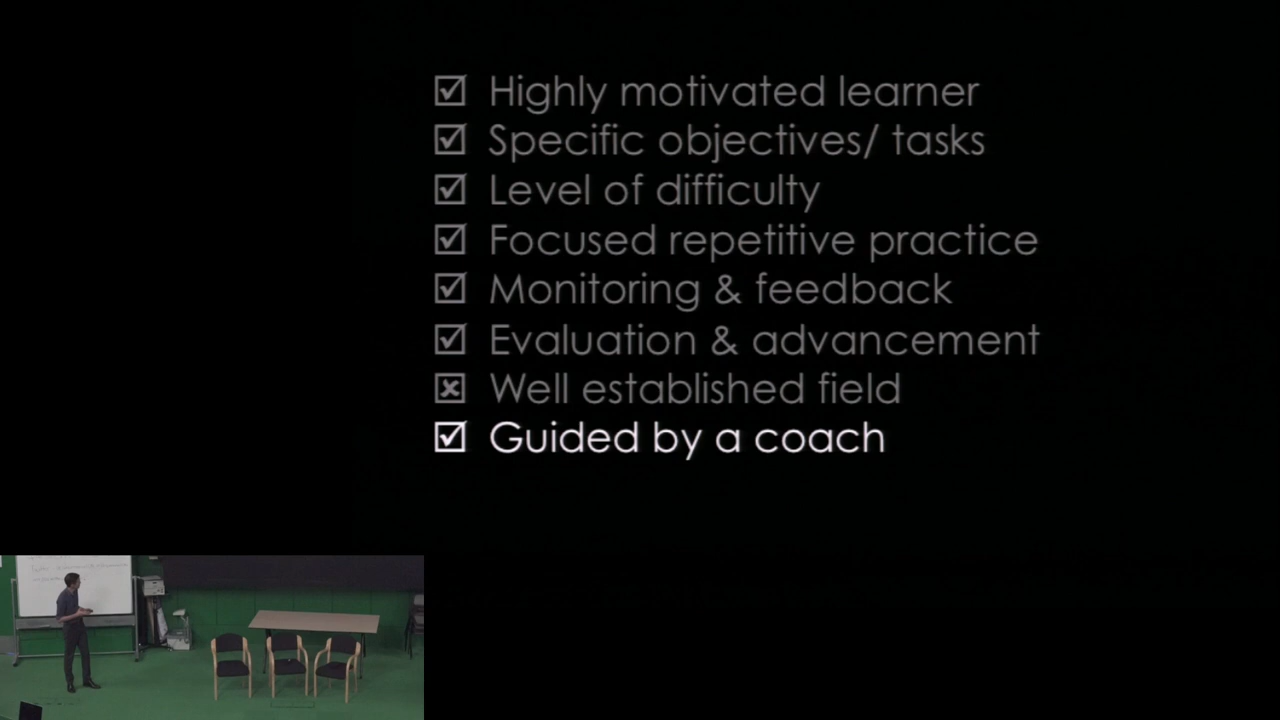 ☑ Highly motivated learner
☑ Specific objectives/ tasks
☑ Level of difficulty
☑ Focused repetitive practice
☑ Monitoring & feedback
☑ Evaluation & advancement
☒ Well established field
☑ Guided by a coach